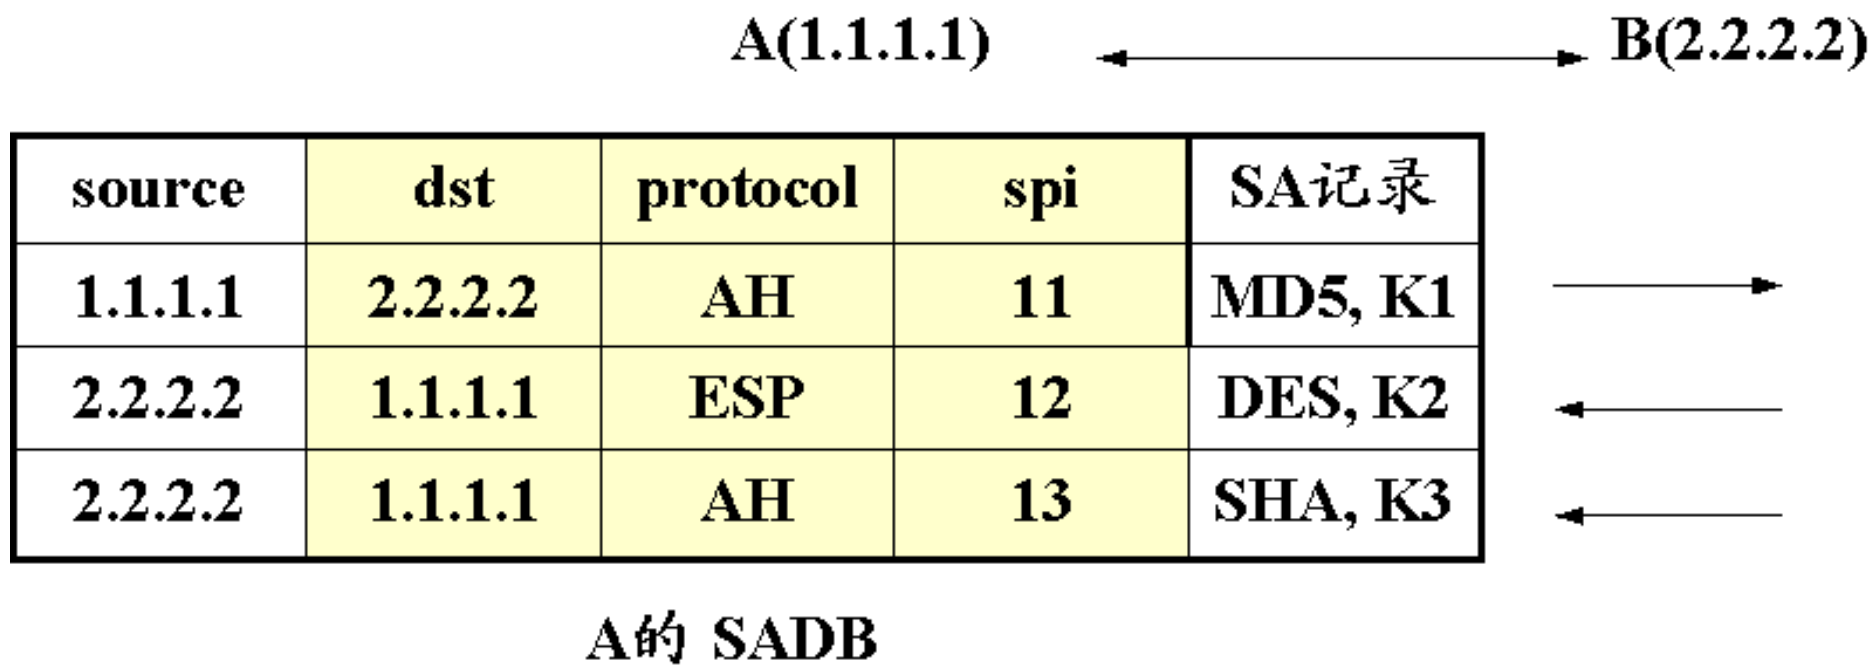 A(1.1.1.1) B(2.2.2.2)
source dst protocol spi SA记录
1.1.1.1 2.2.2.2 AH 11 MD5, K1
2.2.2.2 1.1.1.1 ESP 12 DES, K2
2.2.2.2 1.1.1.1 AH 13 SHA, K3
A的 SADB